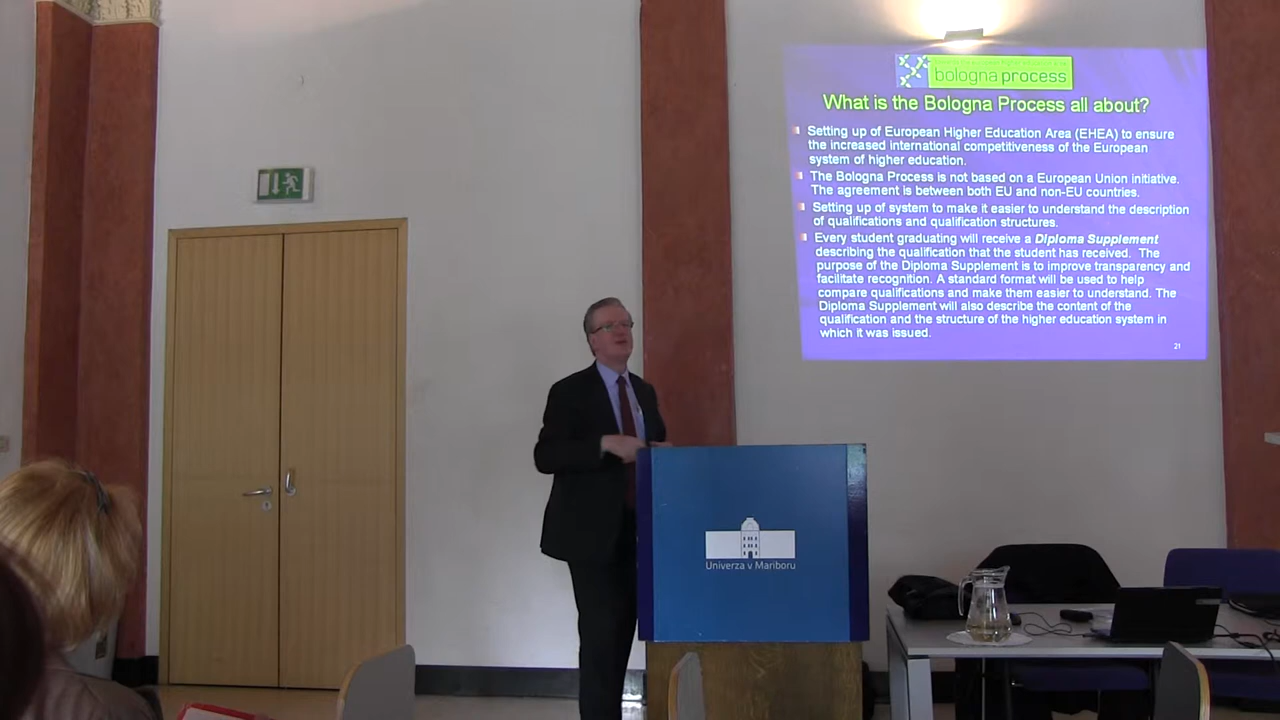 bologna process
What is the Bologna Process all about?
Setting up of European Higher Education Area (EHEA) to ensure
the increased international competitiveness of the European
system of higher education.
The Bologna Process is not based on a European Union initiative.
The agreement is between both EU and non-EU countries.
Setting up of system to make it easier to understand the description
of qualifications and qualification structures.
Every student graduating will receive a Diploma Supplement
describing the qualification that the student has received. The
purpose of the Diploma Supplement is to improve transparency and
facilitate recognition. A standard format will be used to help
compare qualifications and make them easier to understand. The
Diploma Supplement will also describe the content of the
qualification and the structure of the higher education system in
which it was issued.
21
Univerza v Mariboru